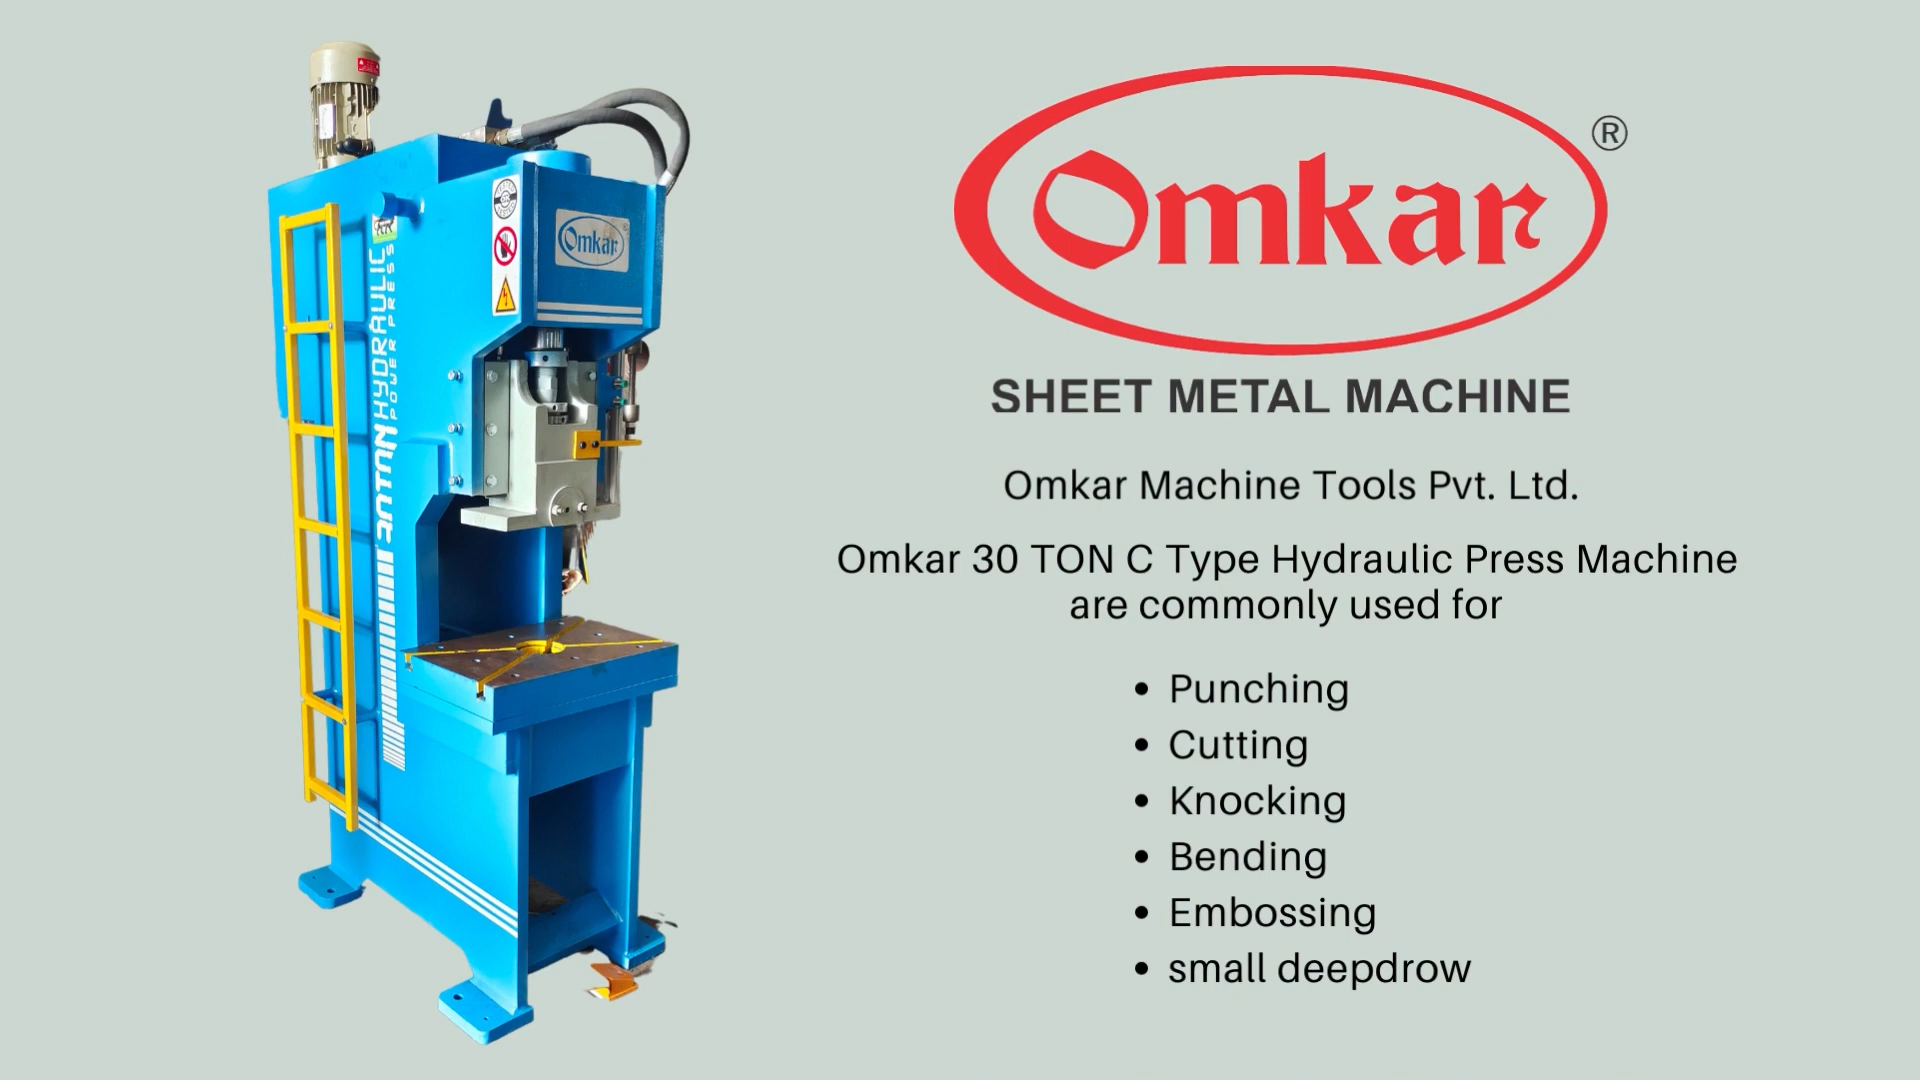 Omkar
®
SHEET METAL MACHINE
Omkar Machine Tools Pvt. Ltd.
Omkar 30 TON C Type Hydraulic Press Machine
are commonly used for
• Punching
• Cutting
• Knocking
• Bending
• Embossing
• small deepdrow
Omkar
HYDRAULIC
POWER PRESS